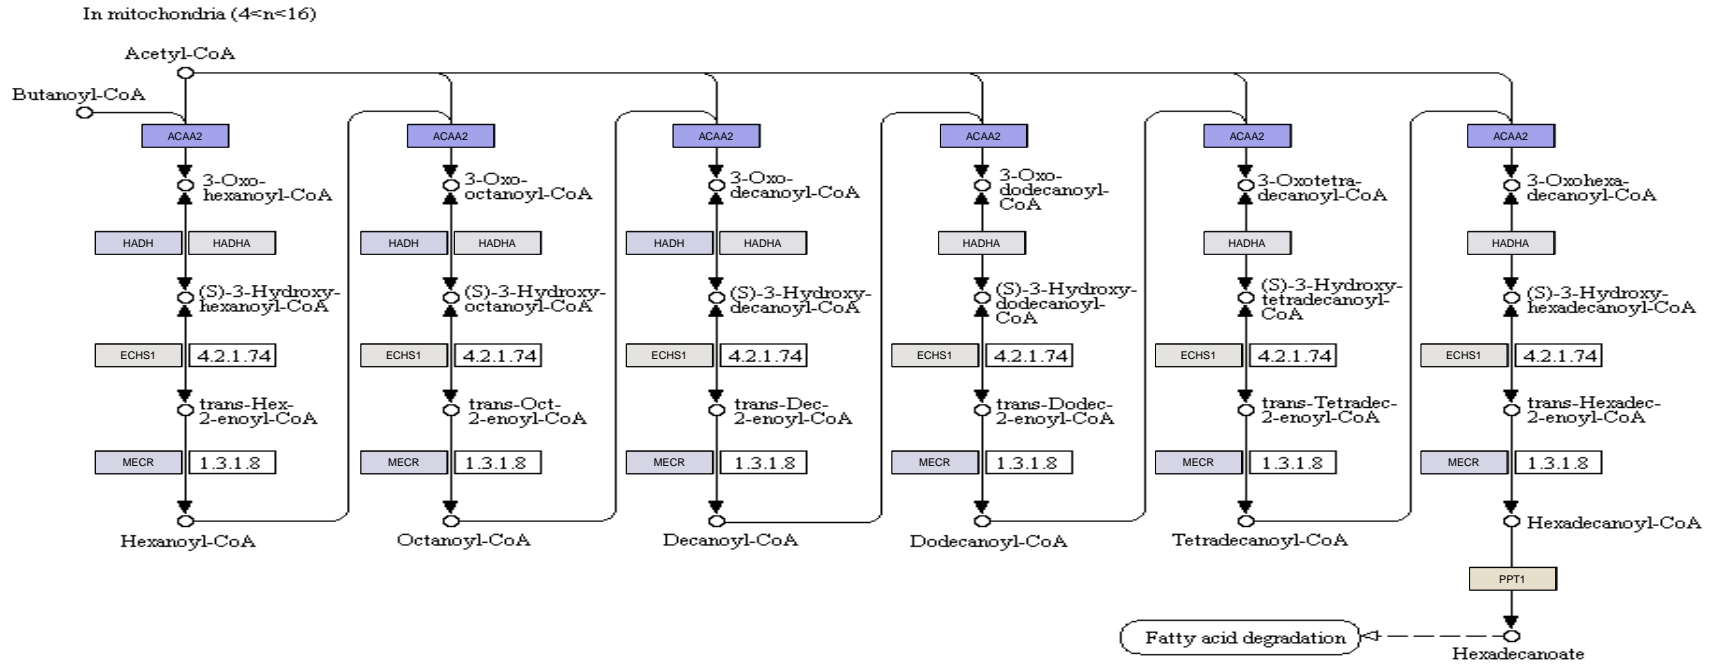 In mitochondria (4<n<16)
Acetyl-CoA
Butanoyl-CoA
ACAA2 ACAA2 ACAA2 ACAA2 ACAA2 ACAA2
3-Oxo-
hexanoyl-CoA
3-Oxo-
octanoyl-CoA
3-Oxo-
decanoyl-CoA
3-Oxo-
dodecanoyl-
CoA
3-Oxotetra-
decanoyl-CoA
3-Oxohexa-
decanoyl-CoA
HADH HADHA HADH HADHA HADH HADHA HADHA HADHA HADHA
(S)-3-Hydroxy-
hexanoyl-CoA
(S)-3-Hydroxy-
octanoyl-CoA
(S)-3-Hydroxy-
decanoyl-CoA
(S)-3-Hydroxy-
dodecanoyl-
CoA
(S)-3-Hydroxy-
tetradecanoyl-
CoA
(S)-3-Hydroxy-
hexadecanoyl-CoA
ECHS1 4.2.1.74 ECHS1 4.2.1.74 ECHS1 4.2.1.74 ECHS1 4.2.1.74 ECHS1 4.2.1.74 ECHS1 4.2.1.74
trans-Hex-
2-enoyl-CoA
trans-Oct-
2-enoyl-CoA
trans-Dec-
2-enoyl-CoA
trans-Dodec-
2-enoyl-CoA
trans-Tetradec-
2-enoyl-CoA
trans-Hexadec-
2-enoyl-CoA
MECR 1.3.1.8 MECR 1.3.1.8 MECR 1.3.1.8 MECR 1.3.1.8 MECR 1.3.1.8 MECR 1.3.1.8
Hexanoyl-CoA Octanoyl-CoA Decanoyl-CoA Dodecanoyl-CoA Tetradecanoyl-CoA Hexadecanoyl-CoA
PPT1
Fatty acid degradation
Hexadecanoate